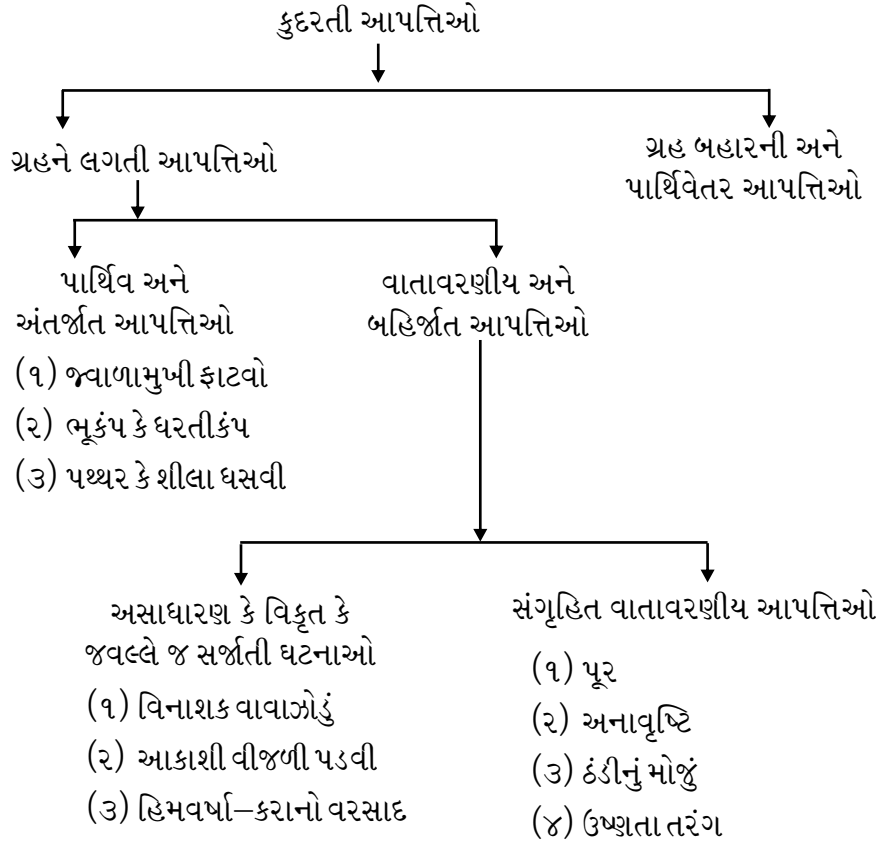 કુદરતી આપત્તિઓ
ગ્રહને લગતી આપત્તિઓ
ગ્રહ બહારની અને
પાર્થિવેતર આપત્તિઓ
પાર્થિવ અને
અંતર્જાત આપત્તિઓ
(૧) જ્વાળામુખી ફાટવો
(૨) ભૂકંપ કે ધરતીકંપ
(૩) પથ્થર કે શીલા ધસવી
વાતાવરણીય અને
બહિર્જાત આપત્તિઓ
અસાધારણ કે વિકૃત કે
જવલ્લે જ સર્જાતી ઘટનાઓ
(૧) વિનાશક વાવાઝોડું
(૨) આકાશી વીજળી પડવી
(૩) હિમવર્ષા–કરાનો વરસાદ
સંગૃહિત વાતાવરણીય આપત્તિઓ
(૧) પૂર
(૨) અનાવૃષ્ટિ
(૩) ઠંડીનું મોજું
(૪) ઉષ્ણતા તરંગ